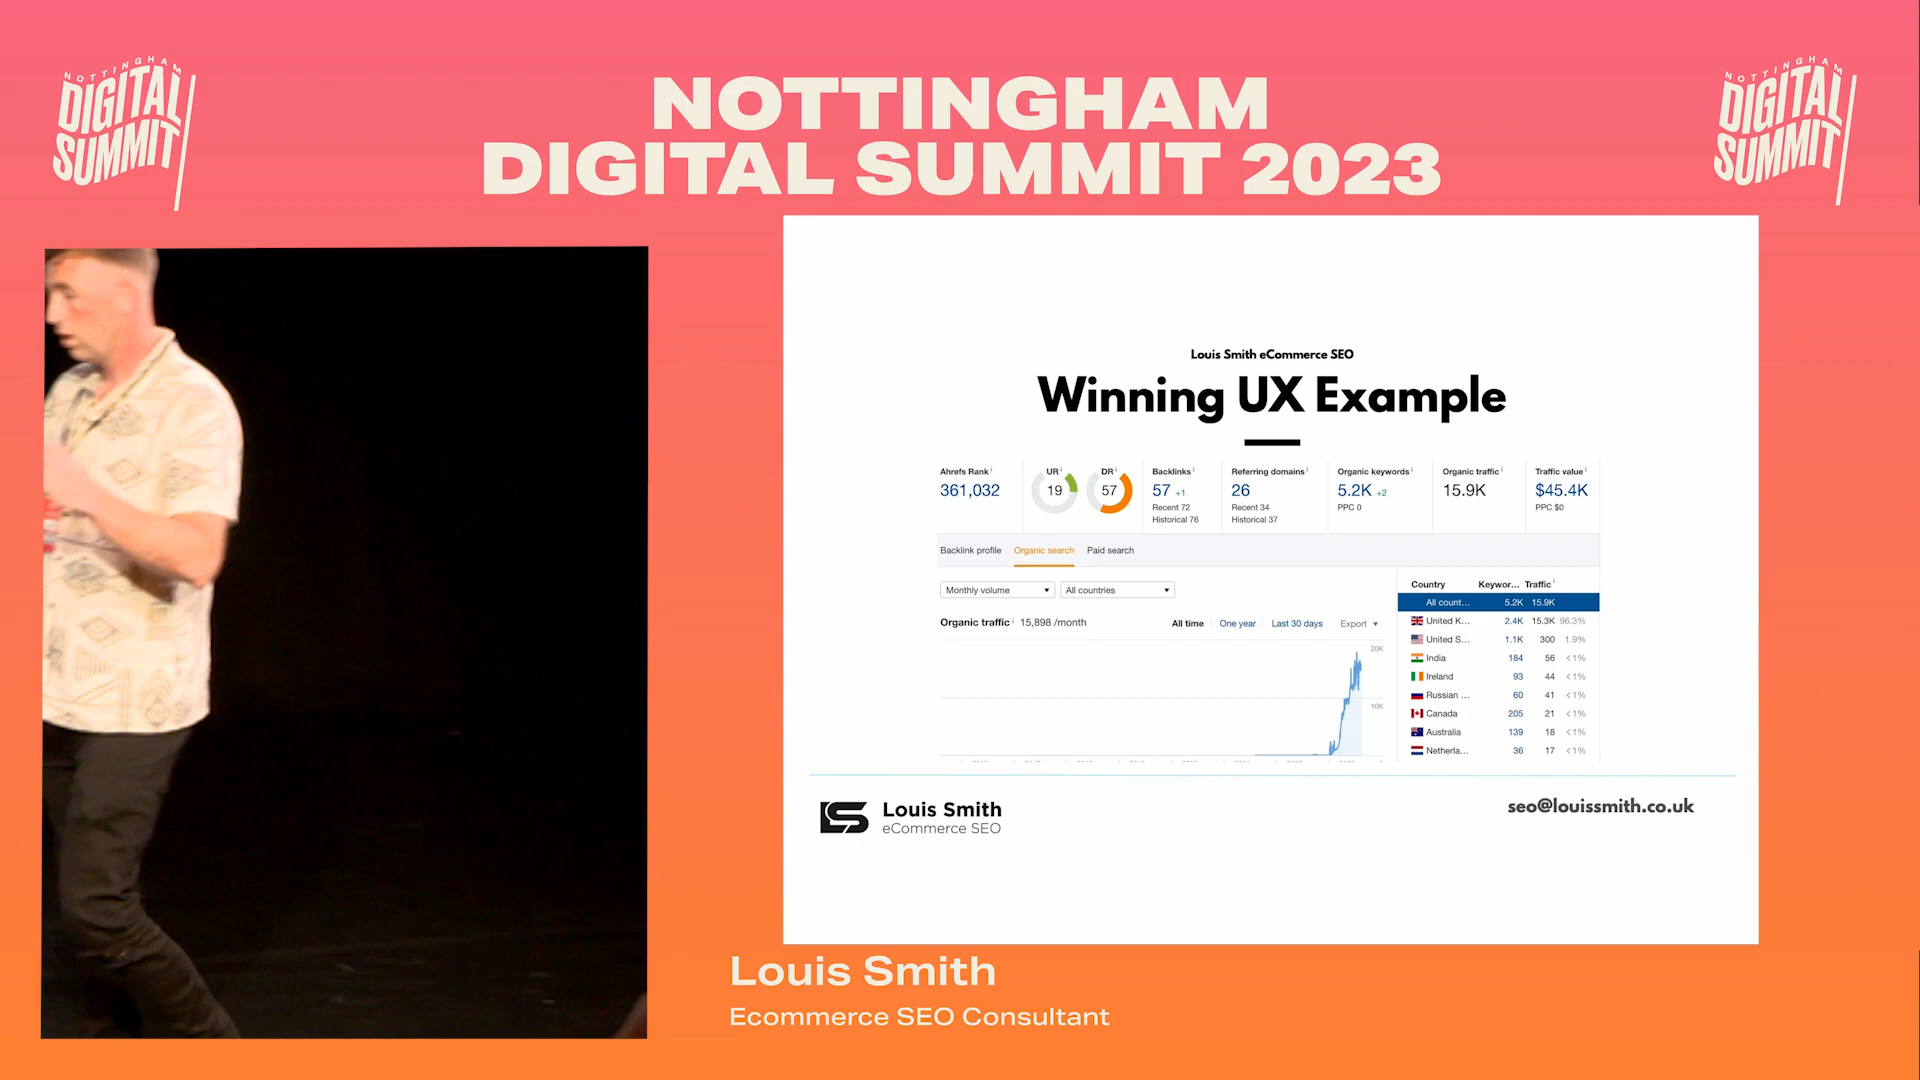 NOTTINGHAM
DIGITAL
SUMMIT
NOTTINGHAM
DIGITAL SUMMIT 2023
NOTTINGHAM
DIGITAL
SUMMIT
Louis Smith eCommerce SEO
Winning UX Example
Ahrefs Rank i
361,032
UR i
19
DR i
57
Backlinks i
57 +1
Recent 72
Historical 76
Referring domains i
26
Recent 34
Historical 37
Organic keywords i
5.2K +2
PPC 0
Organic traffic i
15.9K
Traffic value i
$45.4K
PPC $0
Backlink profile Organic search Paid search
Monthly volume All countries
Organic traffic i 15,898 /month
All time One year Last 30 days Export
20K
10K
Country Keywor... Traffic i
All count... 5.2K 15.9K
United K... 2.4K 15.3K 96.3%
United S... 1.1K 300 1.9%
India 184 56 <1%
Ireland 93 44 <1%
Russian ... 60 41 <1%
Canada 205 21 <1%
Australia 139 18 <1%
Netherla... 36 17 <1%
LS Louis Smith
eCommerce SEO
seo@louissmith.co.uk
Louis Smith
Ecommerce SEO Consultant